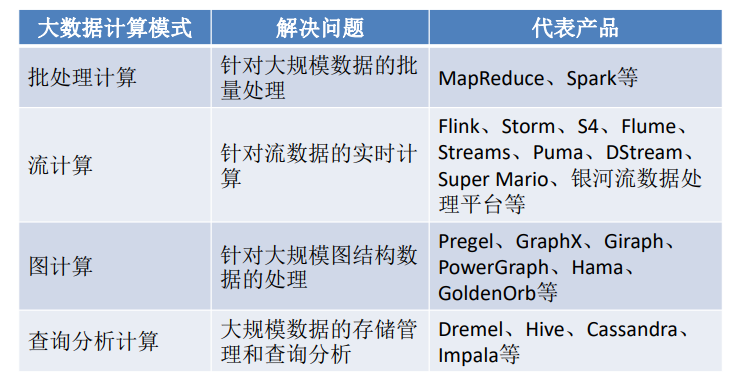 大数据计算模式
解决问题
代表产品
批处理计算
针对大规模数据的批
量处理
MapReduce、Spark等
流计算
针对流数据的实时计
算
Flink、Storm、S4、Flume、
Streams、Puma、DStream、
Super Mario、银河流数据处
理平台等
图计算
针对大规模图结构数
据的处理
Pregel、GraphX、Giraph、
PowerGraph、Hama、
GoldenOrb等
查询分析计算
大规模数据的存储管
理和查询分析
Dremel、Hive、Cassandra、
Impala等